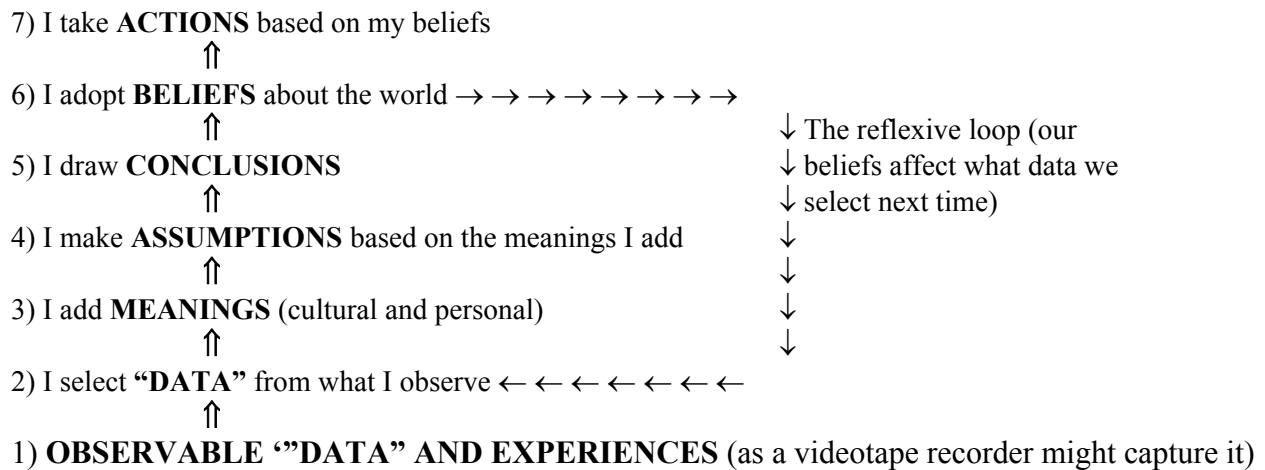 7) I take ACTIONS based on my beliefs
⇑
6) I adopt BELIEFS about the world → → → → → → → →
⇑ ↓ The reflexive loop (our
5) I draw CONCLUSIONS ↓ beliefs affect what data we
⇑ ↓ select next time)
4) I make ASSUMPTIONS based on the meanings I add ↓
⇑ ↓
3) I add MEANINGS (cultural and personal) ↓
⇑ ↓
2) I select “DATA” from what I observe ← ← ← ← ← ← ←
⇑
1) OBSERVABLE ‘”DATA” AND EXPERIENCES (as a videotape recorder might capture it)